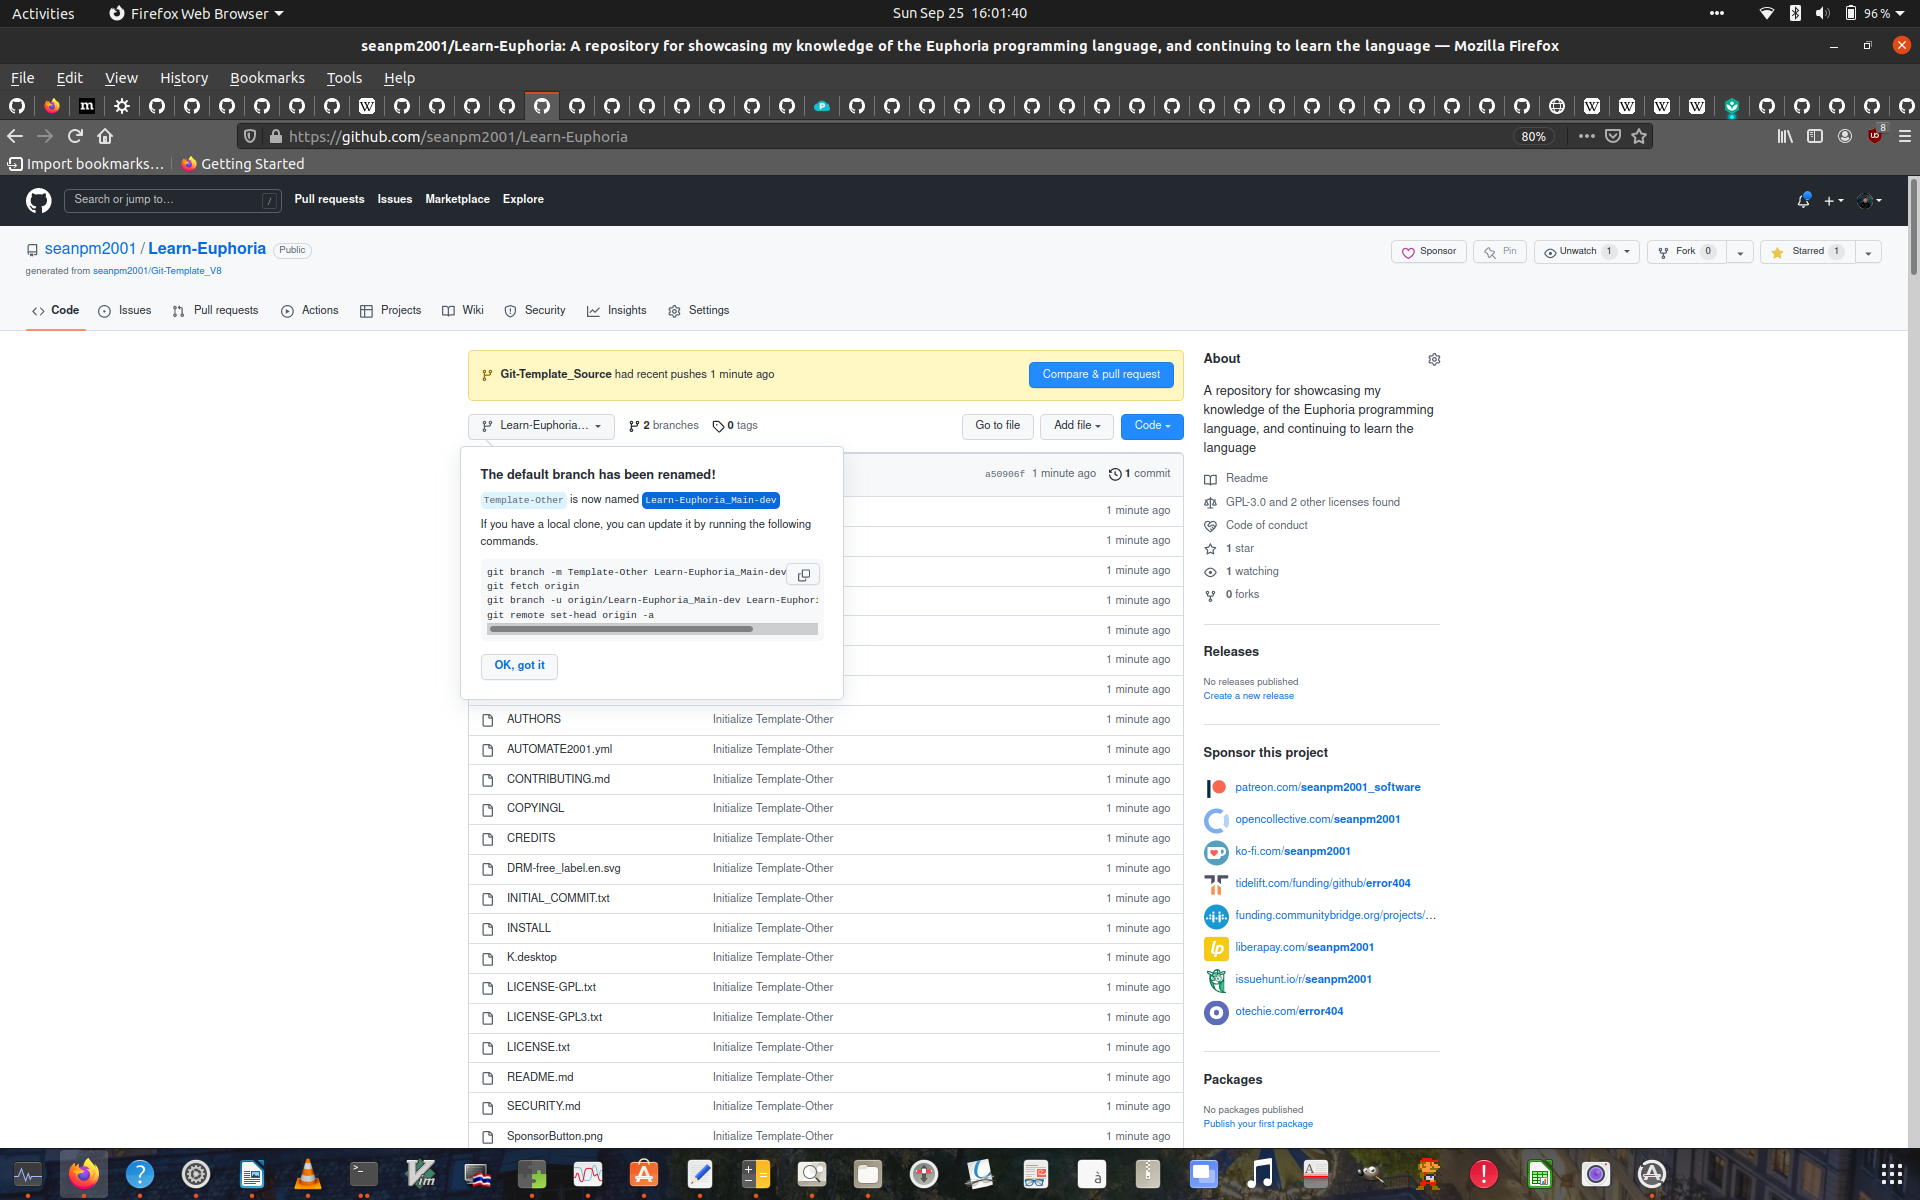 Activities
Firefox Web Browser
Sun Sep 25 16:01:40
96 %
seanpm2001/Learn-Euphoria: A repository for showcasing my knowledge of the Euphoria programming language, and continuing to learn the language — Mozilla Firefox
File Edit View History Bookmarks Tools Help
https://github.com/seanpm2001/Learn-Euphoria
80%
8
Import bookmarks...
Getting Started
Search or jump to...
/
Pull requests Issues Marketplace Explore
seanpm2001 / Learn-Euphoria
Public
generated from seanpm2001/Git-Template_V8
Sponsor
Pin
Unwatch 1
Fork 0
Starred 1
Code Issues Pull requests Actions Projects Wiki Security Insights Settings
Git-Template_Source had recent pushes 1 minute ago
Compare & pull request
Learn-Euphoria...
2 branches
0 tags
Go to file
Add file
Code
The default branch has been renamed!
Template-Other is now named Learn-Euphoria_Main-dev
If you have a local clone, you can update it by running the following
commands.
git branch -m Template-Other Learn-Euphoria_Main-dev
git fetch origin
git branch -u origin/Learn-Euphoria_Main-dev Learn-Euphori
git remote set-head origin -a
OK, got it
a50906f 1 minute ago 1 commit
1 minute ago
1 minute ago
1 minute ago
1 minute ago
1 minute ago
1 minute ago
1 minute ago
AUTHORS Initialize Template-Other 1 minute ago
AUTOMATE2001.yml Initialize Template-Other 1 minute ago
CONTRIBUTING.md Initialize Template-Other 1 minute ago
COPYINGL Initialize Template-Other 1 minute ago
CREDITS Initialize Template-Other 1 minute ago
DRM-free_label.en.svg Initialize Template-Other 1 minute ago
INITIAL_COMMIT.txt Initialize Template-Other 1 minute ago
INSTALL Initialize Template-Other 1 minute ago
K.desktop Initialize Template-Other 1 minute ago
LICENSE-GPL.txt Initialize Template-Other 1 minute ago
LICENSE-GPL3.txt Initialize Template-Other 1 minute ago
LICENSE.txt Initialize Template-Other 1 minute ago
README.md Initialize Template-Other 1 minute ago
SECURITY.md Initialize Template-Other 1 minute ago
SponsorButton.png Initialize Template-Other 1 minute ago
About
A repository for showcasing my
knowledge of the Euphoria programming
language, and continuing to learn the
language
Readme
GPL-3.0 and 2 other licenses found
Code of conduct
1 star
1 watching
0 forks
Releases
No releases published
Create a new release
Sponsor this project
patreon.com/seanpm2001_software
opencollective.com/seanpm2001
ko-fi.com/seanpm2001
tidelift.com/funding/github/error404
funding.communitybridge.org/projects/...
liberapay.com/seanpm2001
issuehunt.io/r/seanpm2001
otechie.com/error404
Packages
No packages published
Publish your first package